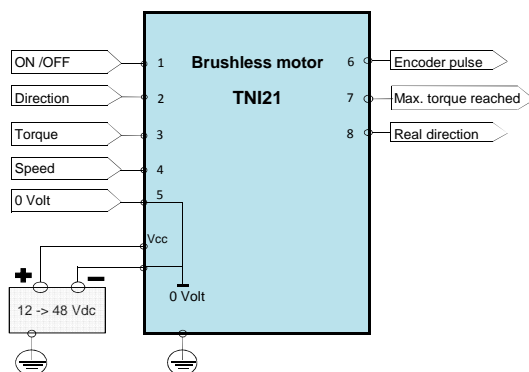 ON /OFF
Direction
Torque
Speed
0 Volt
1
2
3
4
5
Vcc
Brushless motor
TNI21
0 Volt
6
7
8
Encoder pulse
Max. torque reached
Real direction
+
−
12 -> 48 Vdc